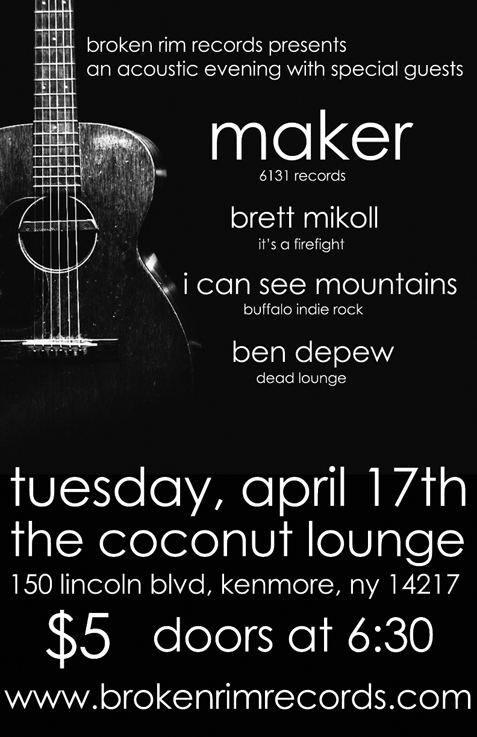 broken rim records presents
an acoustic evening with special guests
maker
6131 records
brett mikoll
it's a firefight
i can see mountains
buffalo indie rock
ben depew
dead lounge
tuesday, april 17th
the coconut lounge
150 lincoln blvd, kenmore, ny 14217
$5 doors at 6:30
www.brokenrimrecords.com